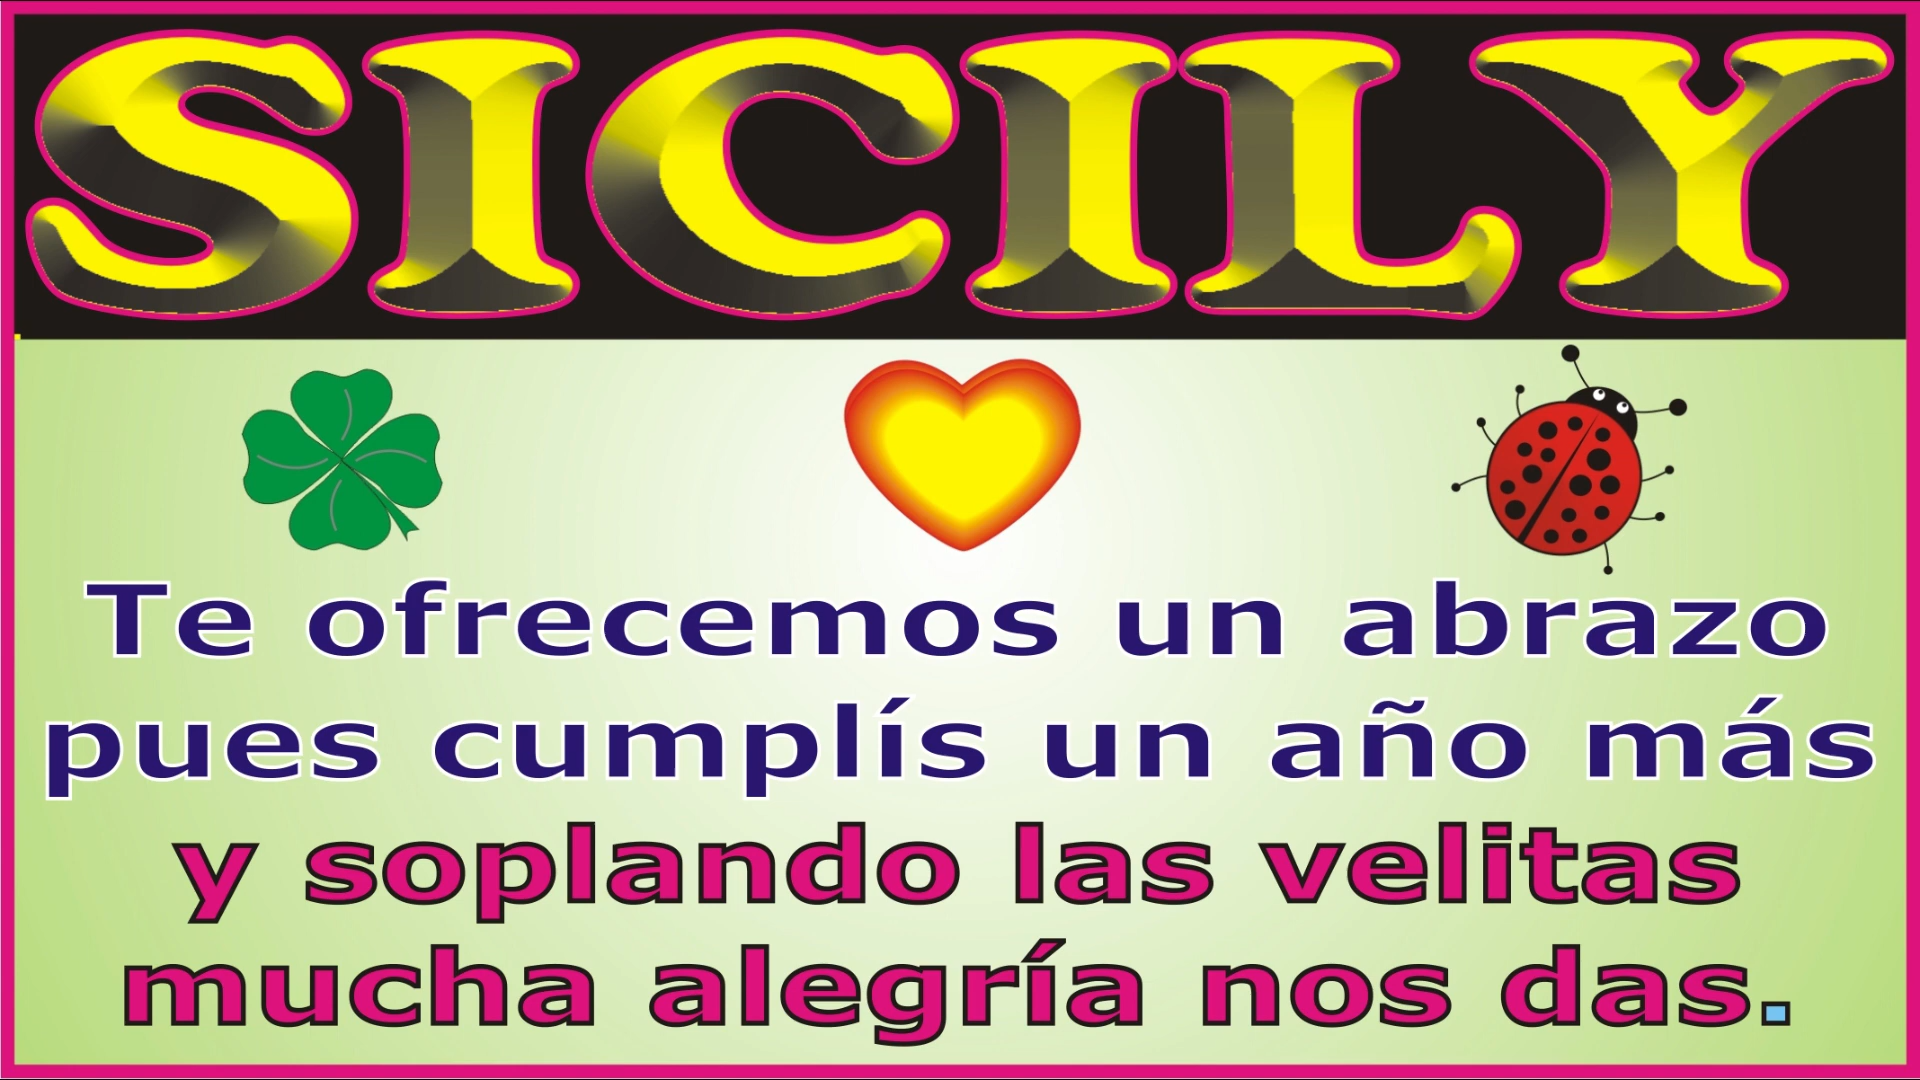 SICILY
Te ofrecemos un abrazo
pues cumplís un año más
y soplando las velitas
mucha alegría nos das.